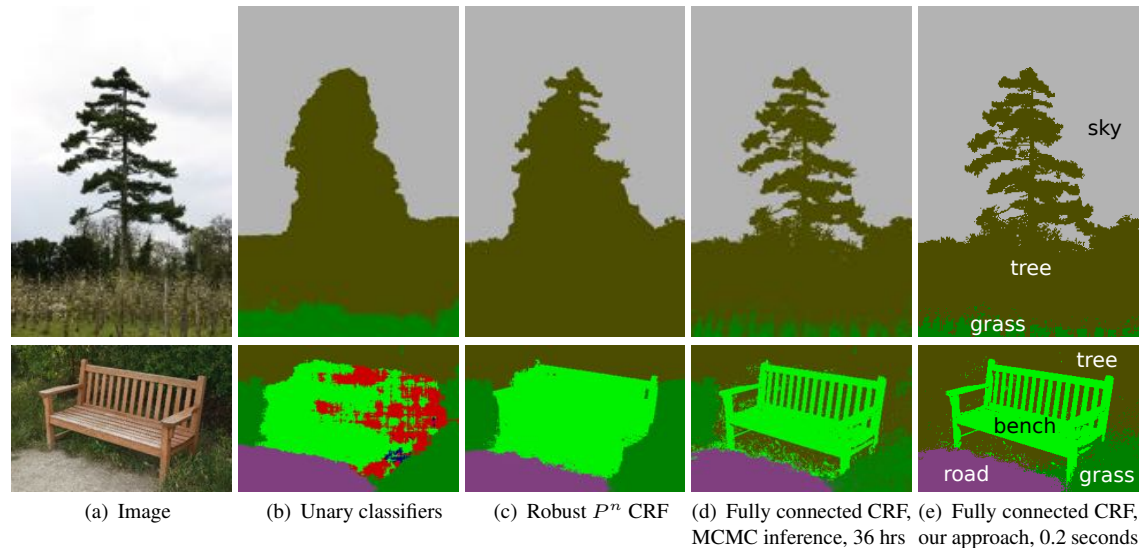 sky
tree
grass
tree
bench
road
grass
(a) Image
(b) Unary classifiers
(c) Robust Pⁿ CRF
(d) Fully connected CRF,
MCMC inference, 36 hrs
(e) Fully connected CRF,
our approach, 0.2 seconds